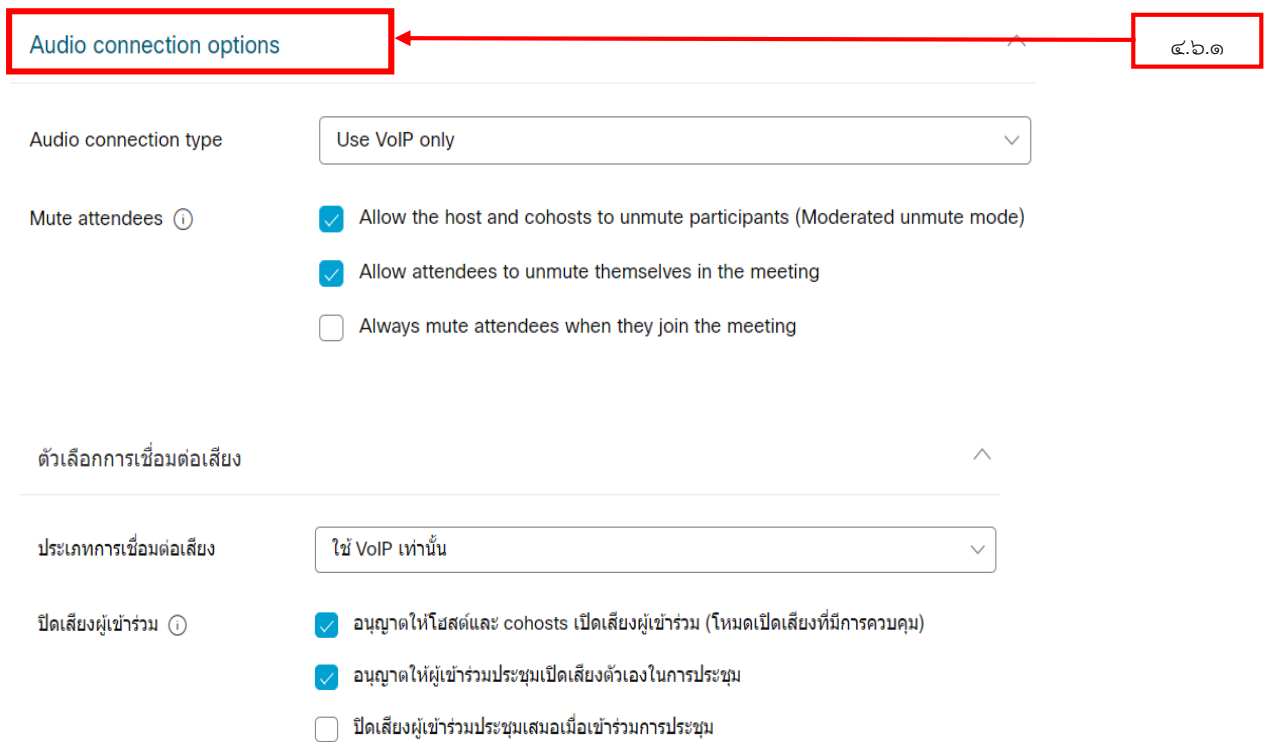 Audio connection options
๔.๖.๑
Audio connection type
Use VoIP only
Mute attendees
Allow the host and cohosts to unmute participants (Moderated unmute mode)
Allow attendees to unmute themselves in the meeting
Always mute attendees when they join the meeting
ตัวเลือกการเชื่อมต่อเสียง
ประเภทการเชื่อมต่อเสียง
ใช้ VoIP เท่านั้น
ปิดเสียงผู้เข้าร่วม
อนุญาตให้โฮสต์และ cohosts เปิดเสียงผู้เข้าร่วม (โหมดเปิดเสียงที่มีการควบคุม)
อนุญาตให้ผู้เข้าร่วมประชุมเปิดเสียงตัวเองในการประชุม
ปิดเสียงผู้เข้าร่วมประชุมเสมอเมื่อเข้าร่วมการประชุม